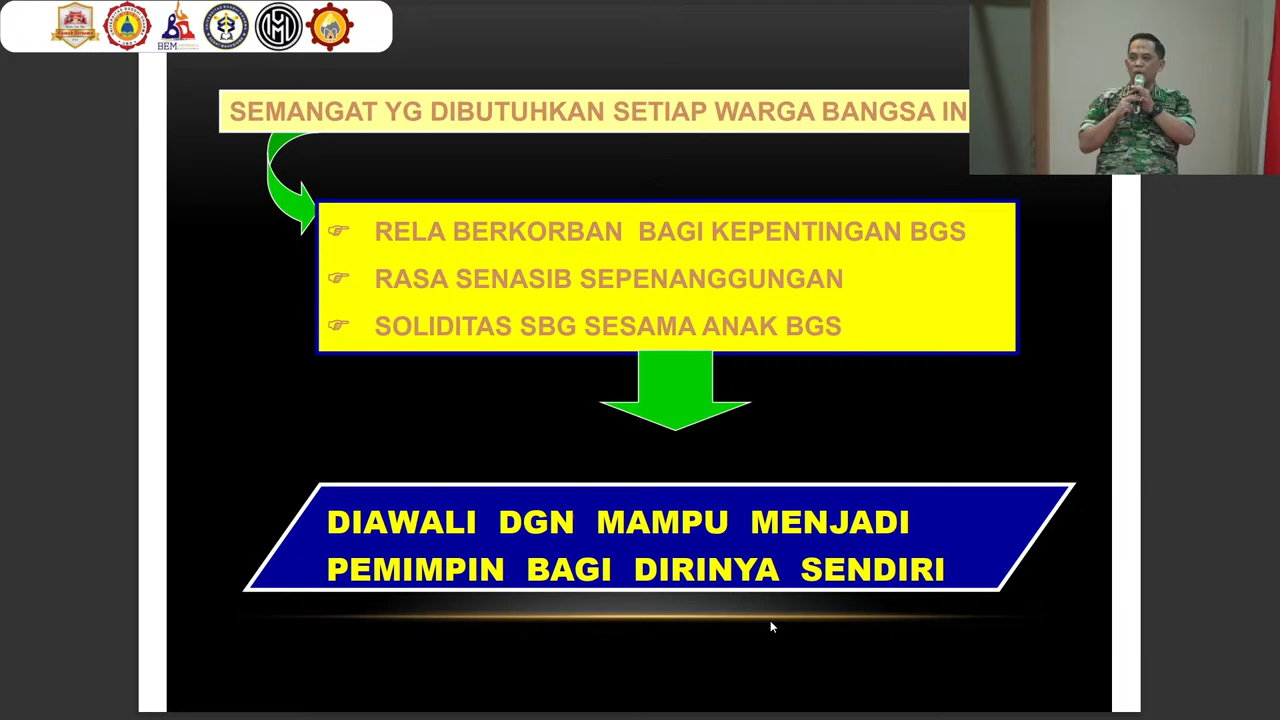 BEM
SEMANGAT YG DIBUTUHKAN SETIAP WARGA BANGSA IN
RELA BERKORBAN BAGI KEPENTINGAN BGS
RASA SENASIB SEPENANGGUNGAN
SOLIDITAS SBG SESAMA ANAK BGS
DIAWALI DGN MAMPU MENJADI
PEMIMPIN BAGI DIRINYA SENDIRI